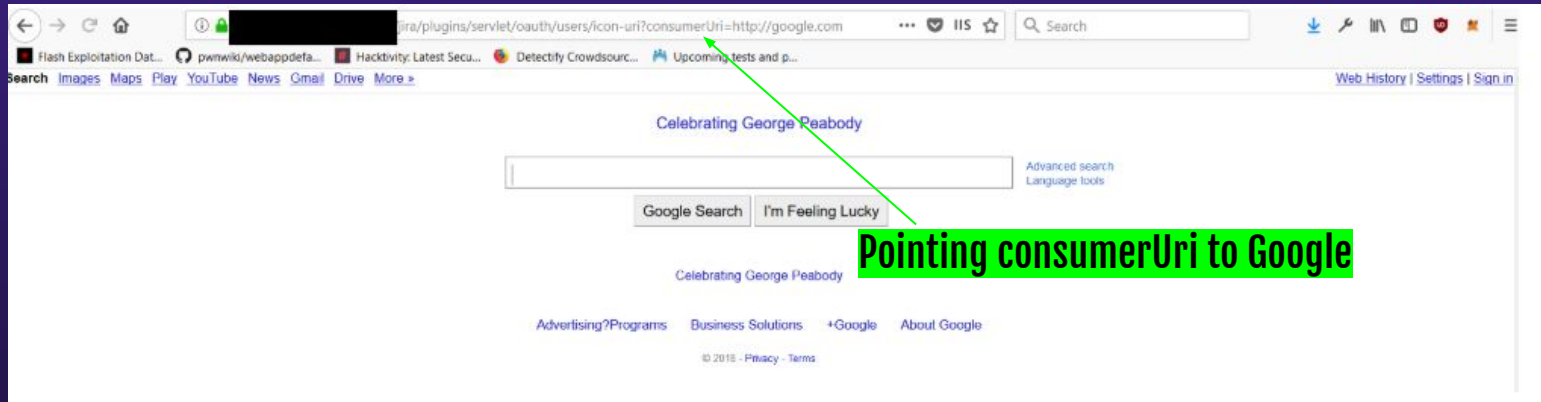 jira/plugins/servlet/oauth/users/icon-uri?consumerUri=http://google.com ••• IIS Search
Flash Exploitation Dat... pwnwiki/webappdefa... Hacktivity: Latest Secu... Detectify Crowdsourc... Upcoming tests and p...
Search Images Maps Play YouTube News Gmail Drive More » Web History | Settings | Sign in
Celebrating George Peabody
Advanced search
Language tools
Google Search I'm Feeling Lucky
Pointing consumerUri to Google
Celebrating George Peabody
Advertising?Programs Business Solutions +Google About Google
© 2018 - Privacy - Terms